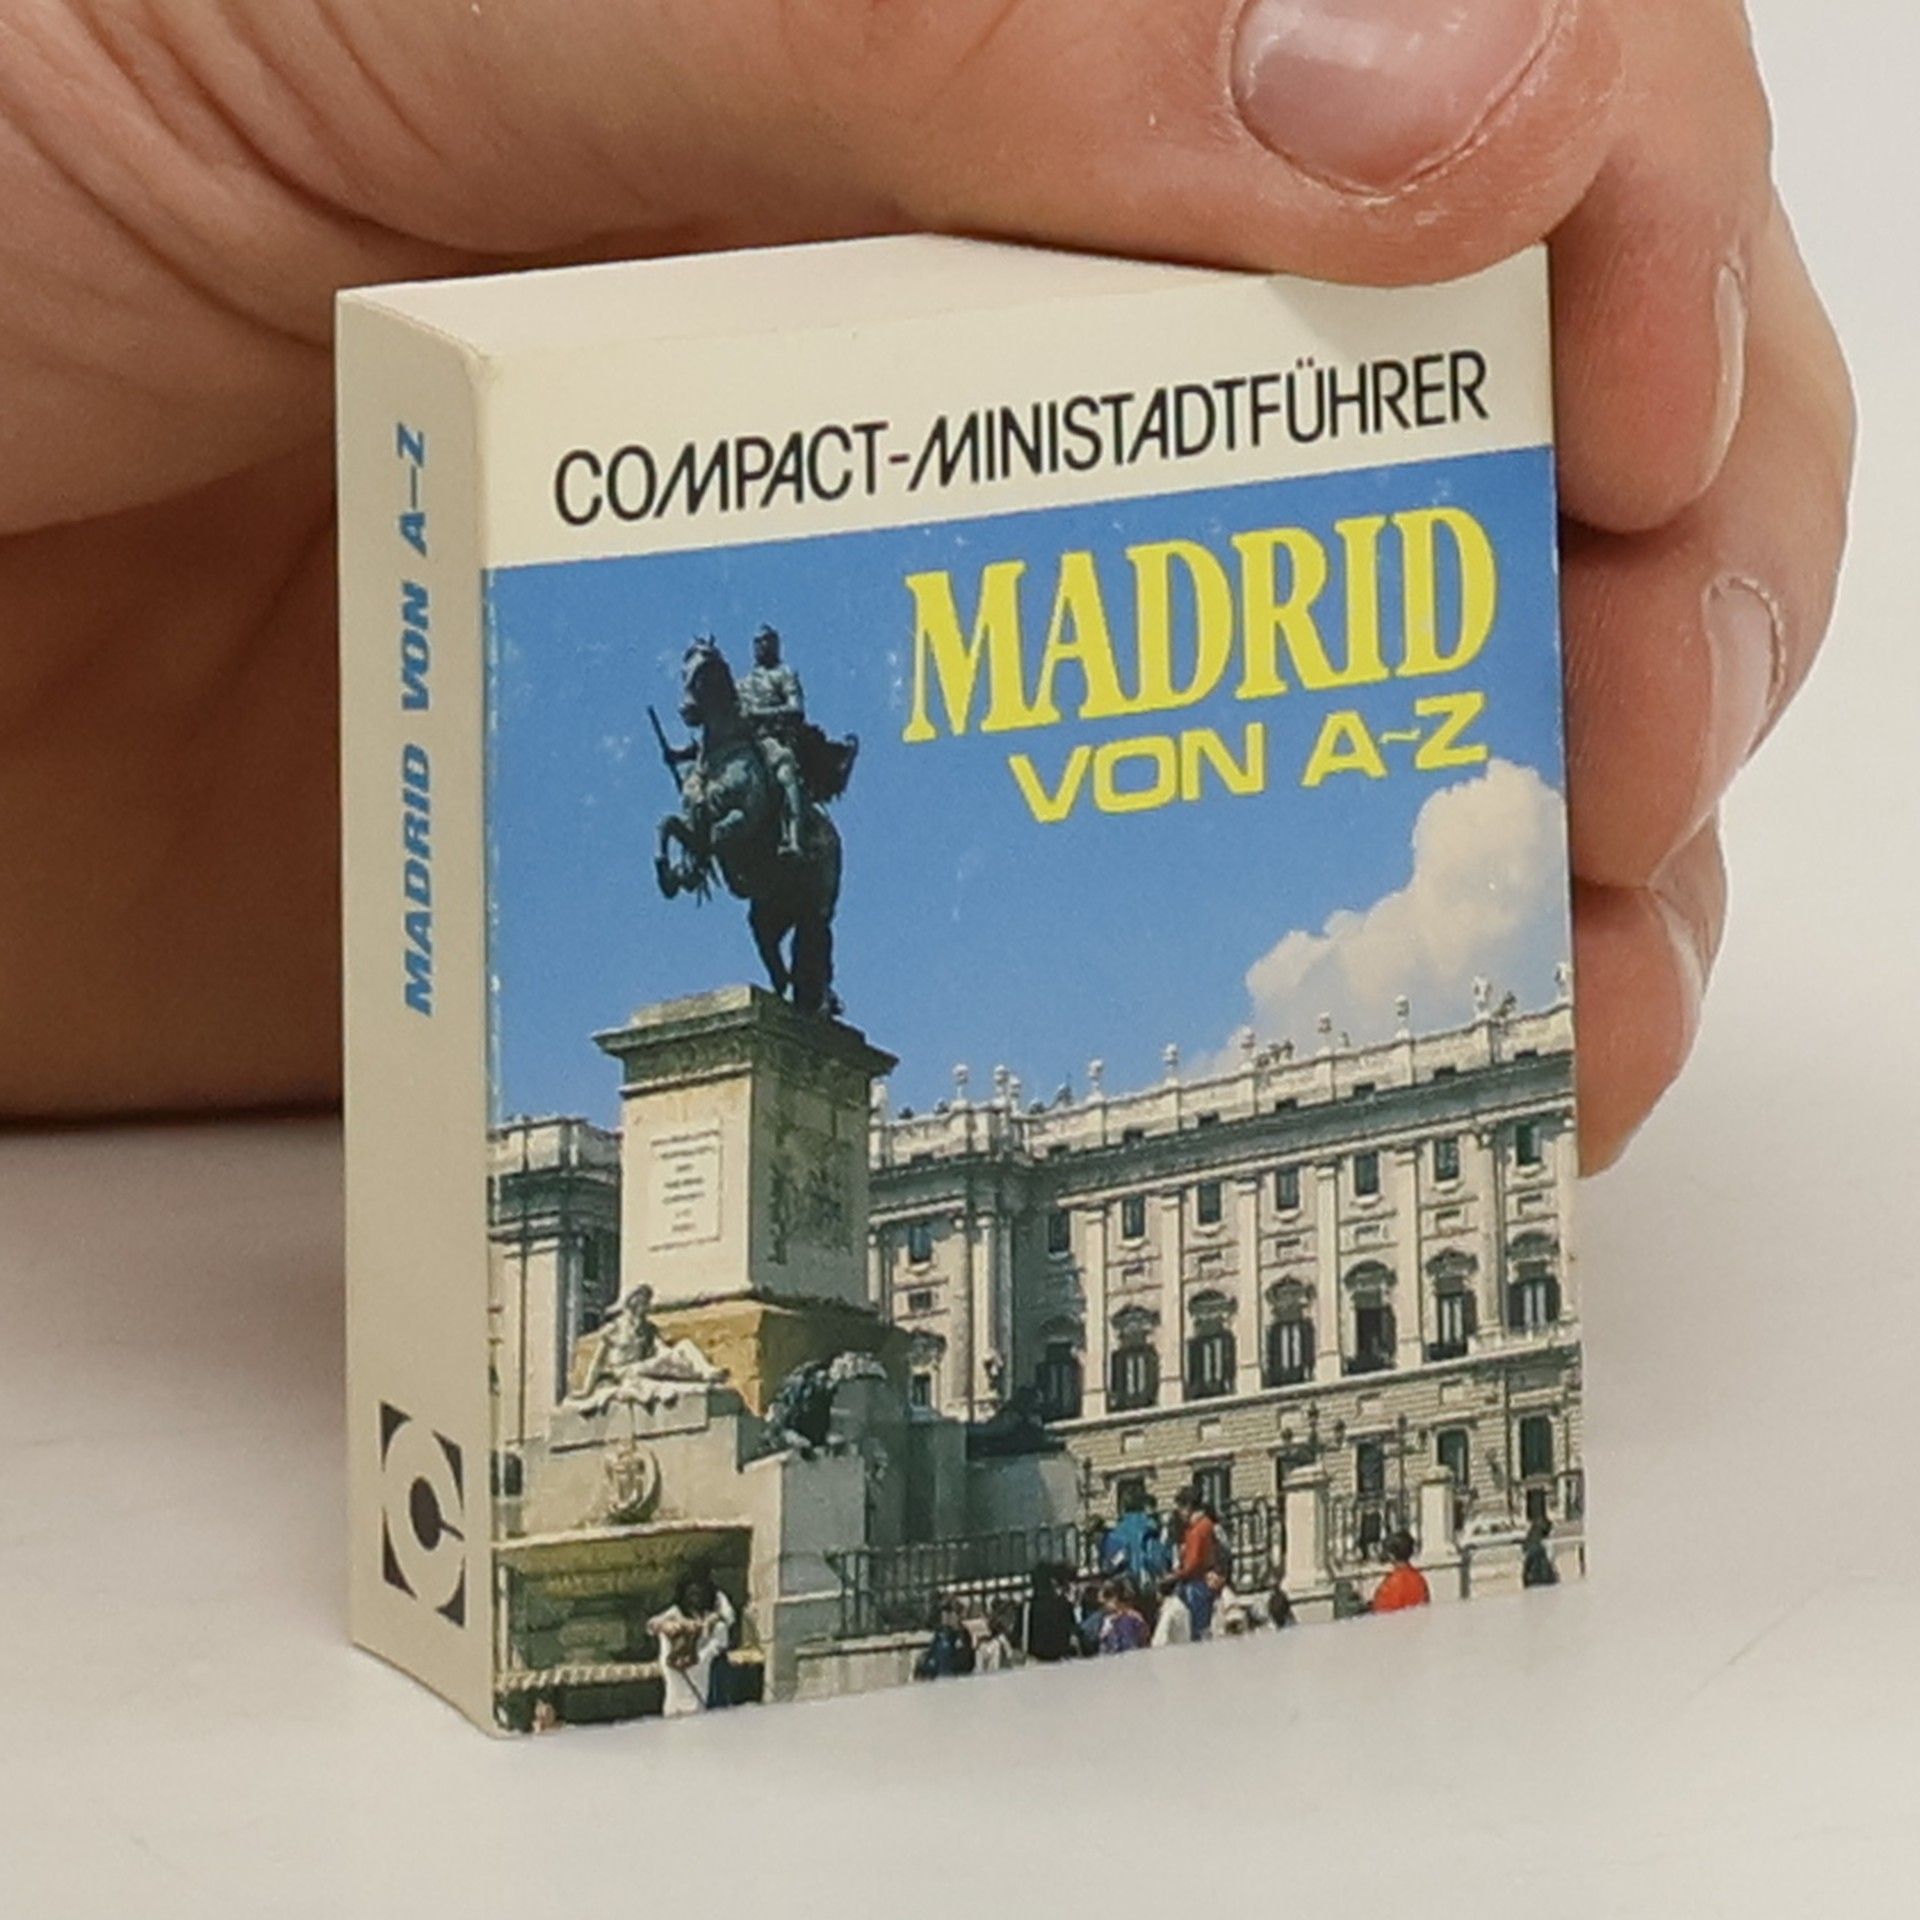 COMPACT-MINISTADTFÜHRER
MADRID
VON A-Z
MADRID VON A-Z